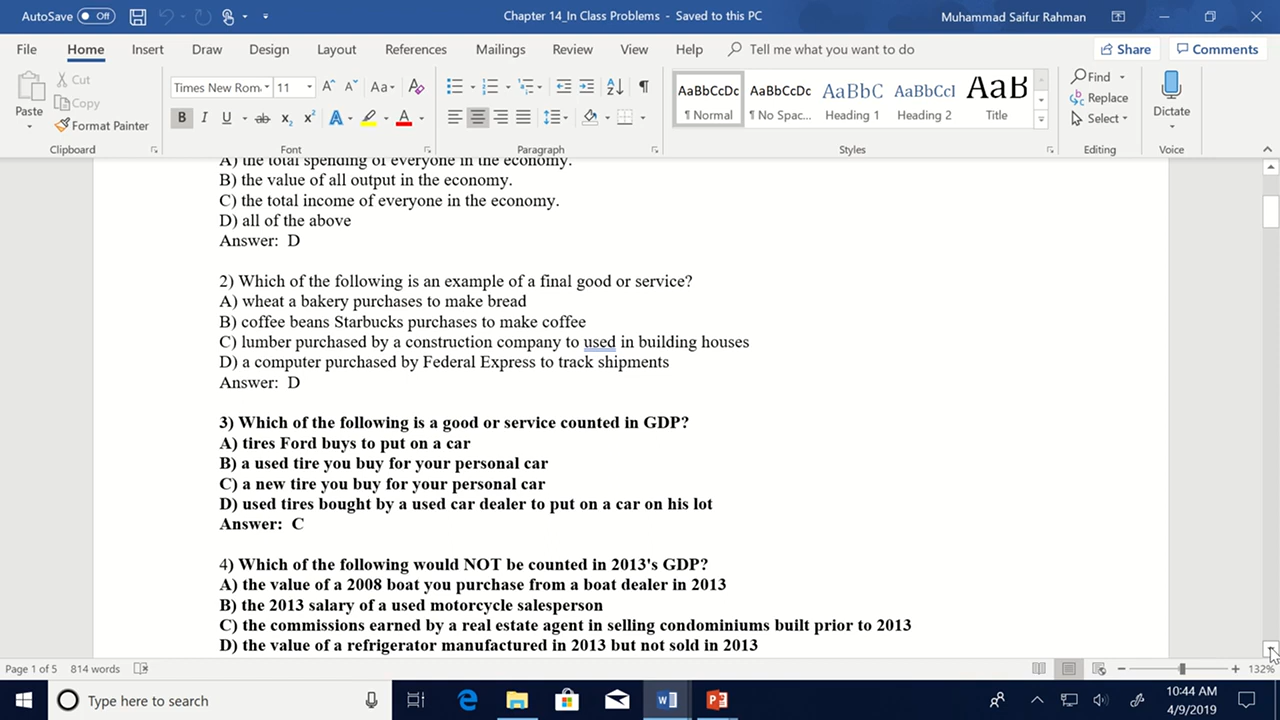 AutoSave Off
Chapter 14_In Class Problems - Saved to this PC
Muhammad Saifur Rahman
File Home Insert Draw Design Layout References Mailings Review View Help Tell me what you want to do Share Comments
Paste
Cut
Copy
Format Painter
Clipboard
Times New Rom 11
Aa
B I U ab x₂ x² A A
Font
Paragraph
AaBbCcDc AaBbCcDc AaBbC AaBbCcI AaB
¶ Normal ¶ No Spac... Heading 1 Heading 2 Title
Styles
Find
Replace
Select
Editing
Dictate
Voice
A) the total spending of everyone in the economy.
B) the value of all output in the economy.
C) the total income of everyone in the economy.
D) all of the above
Answer: D
2) Which of the following is an example of a final good or service?
A) wheat a bakery purchases to make bread
B) coffee beans Starbucks purchases to make coffee
C) lumber purchased by a construction company to used in building houses
D) a computer purchased by Federal Express to track shipments
Answer: D
3) Which of the following is a good or service counted in GDP?
A) tires Ford buys to put on a car
B) a used tire you buy for your personal car
C) a new tire you buy for your personal car
D) used tires bought by a used car dealer to put on a car on his lot
Answer: C
4) Which of the following would NOT be counted in 2013's GDP?
A) the value of a 2008 boat you purchase from a boat dealer in 2013
B) the 2013 salary of a used motorcycle salesperson
C) the commissions earned by a real estate agent in selling condominiums built prior to 2013
D) the value of a refrigerator manufactured in 2013 but not sold in 2013
Page 1 of 5 814 words 132%
Type here to search
10:44 AM
4/9/2019